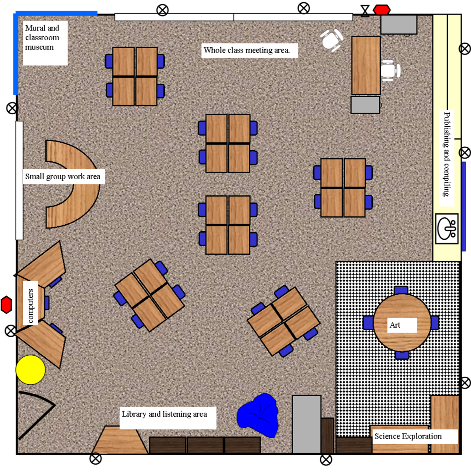 Mural and
classroom
museum
Whole class meeting area.
Publishing and compiling
Small group work area
computers
Art
Library and listening area
Science Exploration